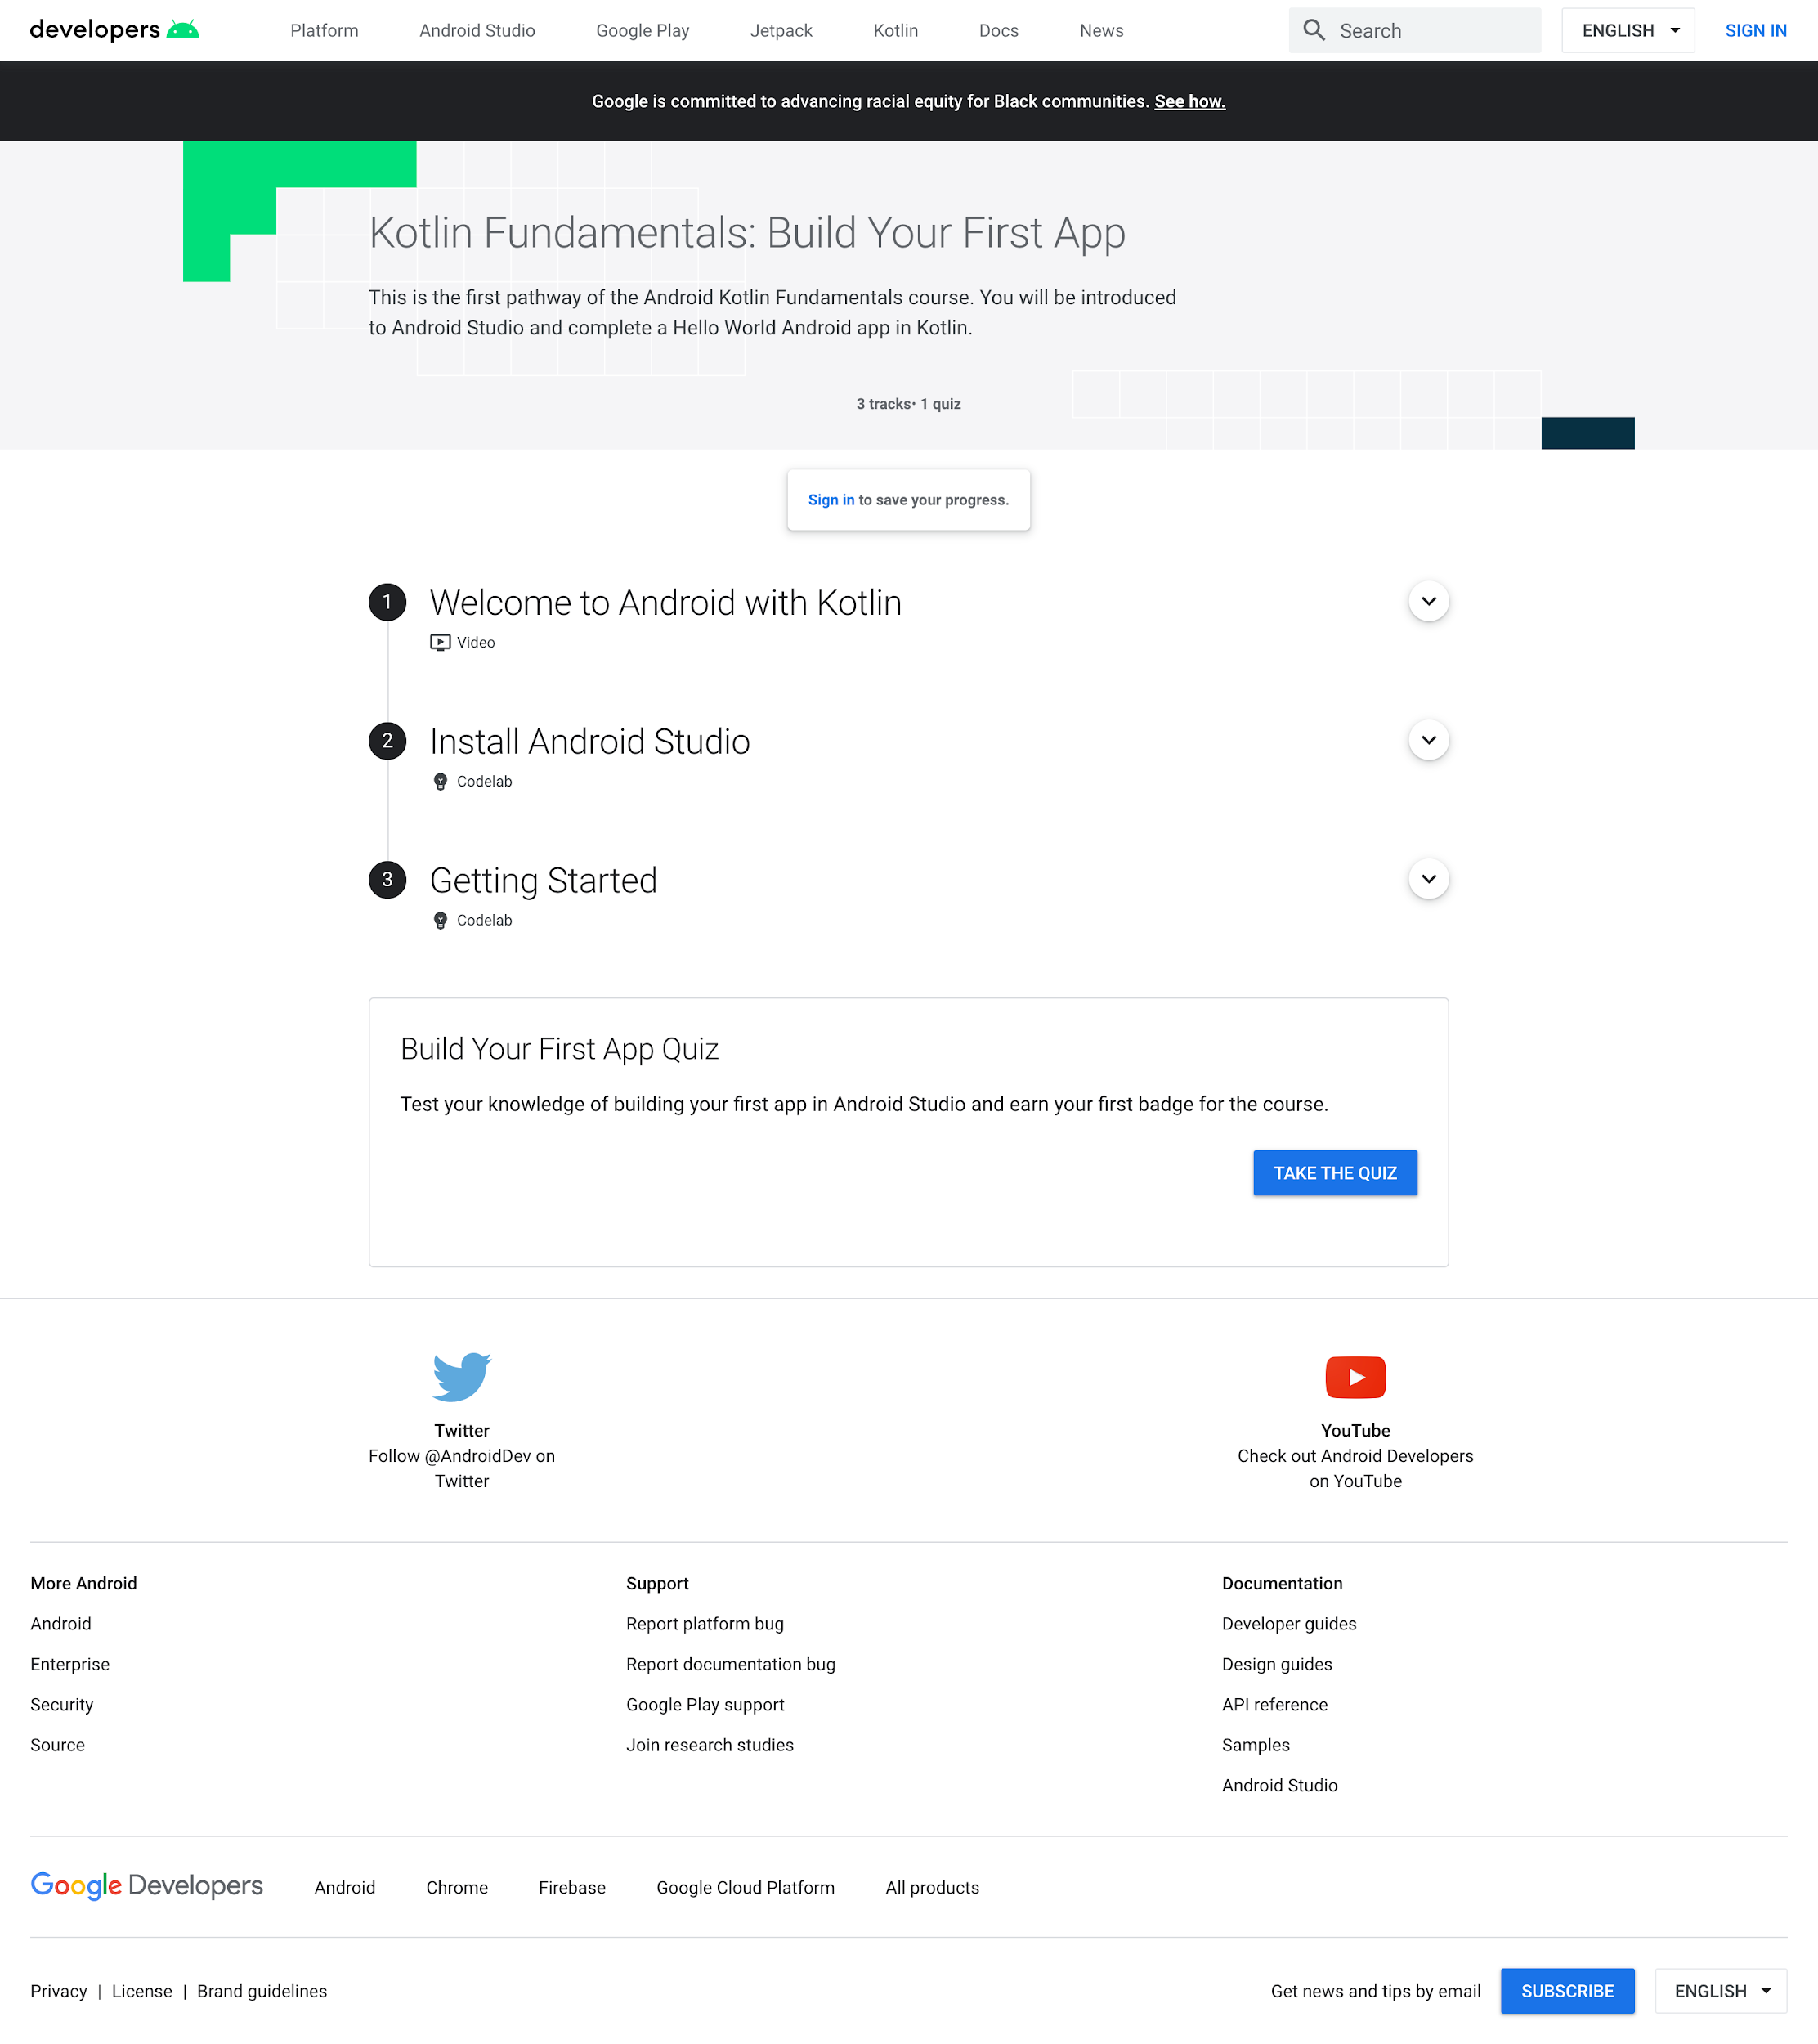 developers
Platform Android Studio Google Play Jetpack Kotlin Docs News Search ENGLISH SIGN IN
Google is committed to advancing racial equity for Black communities. See how.
Kotlin Fundamentals: Build Your First App
This is the first pathway of the Android Kotlin Fundamentals course. You will be introduced
to Android Studio and complete a Hello World Android app in Kotlin.
3 tracks• 1 quiz
Sign in to save your progress.
1 Welcome to Android with Kotlin
Video
2 Install Android Studio
Codelab
3 Getting Started
Codelab
Build Your First App Quiz
Test your knowledge of building your first app in Android Studio and earn your first badge for the course.
TAKE THE QUIZ
Twitter
Follow @AndroidDev on
Twitter
YouTube
Check out Android Developers
on YouTube
More Android
Android
Enterprise
Security
Source
Support
Report platform bug
Report documentation bug
Google Play support
Join research studies
Documentation
Developer guides
Design guides
API reference
Samples
Android Studio
Google Developers Android Chrome Firebase Google Cloud Platform All products
Privacy | License | Brand guidelines
Get news and tips by email SUBSCRIBE ENGLISH